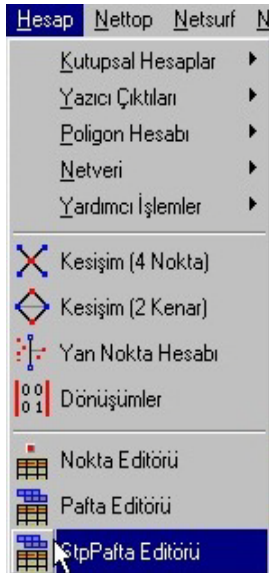 Hesap Nettop Netsurf N
Kutupsal Hesaplar
Yazıcı Çıktıları
Poligon Hesabı
Netveri
Yardımcı İşlemler
Kesişim (4 Nokta)
Kesişim (2 Kenar)
Yan Nokta Hesabı
Dönüşümler
Nokta Editörü
Pafta Editörü
StpPafta Editörü